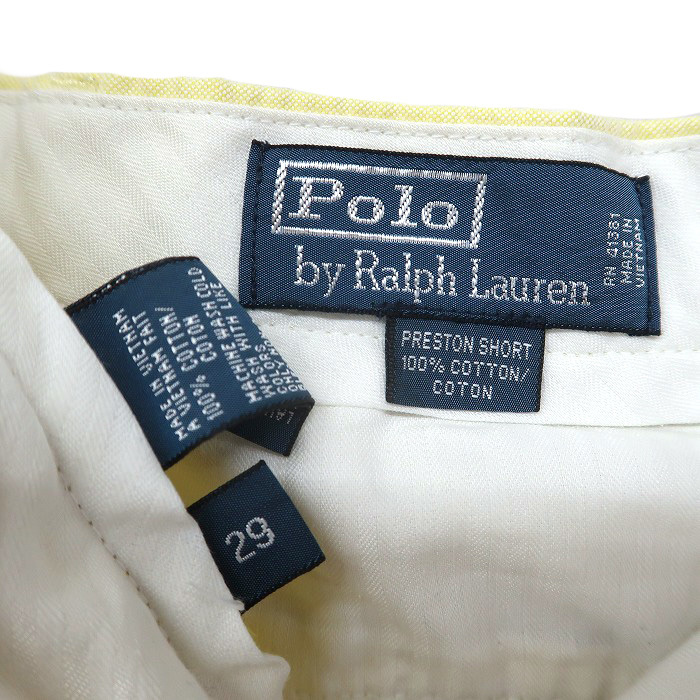 Polo
by Ralph Lauren
RN 41381
MADE IN
VIETNAM
PRESTON SHORT
100% COTTON/
COTON
MADE IN VIETNAM
A VIETNAM FAIT
100% COTTON/
100% COTON
MACHINE WASH COLD
WASH WITH LIKE
29